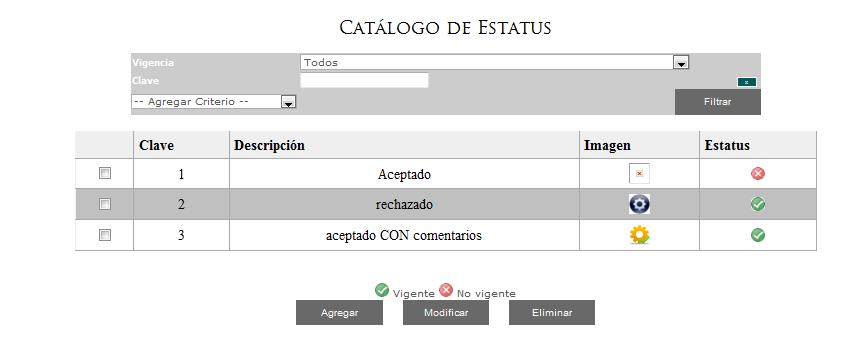 Catálogo de Estatus
Vigencia Todos
Clave
-- Agregar Criterio -- Filtrar
Clave Descripción Imagen Estatus
1 Aceptado
2 rechazado
3 aceptado CON comentarios
Vigente No vigente
Agregar Modificar Eliminar